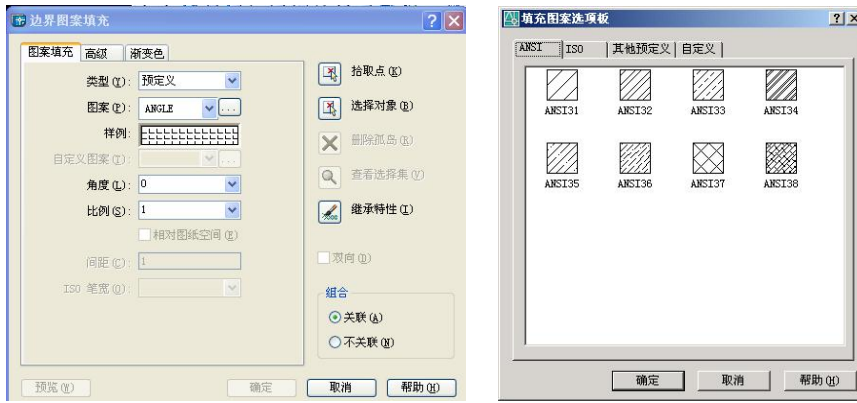 边界图案填充
图案填充 高级 渐变色
类型(Y): 预定义
图案(P): ANGLE ...
样例:
自定义图案(T): ...
角度(L): 0
比例(S): 1
相对图纸空间(E)
间距(C): 1
ISO 笔宽(O):
拾取点(K)
选择对象(B)
删除孤岛(R)
查看选择集(V)
继承特性(I)
双向(D)
组合
关联(A)
不关联(N)
预览(W) 确定 取消 帮助(H)
填充图案选项板
ANSI ISO 其他预定义 自定义
ANSI31 ANSI32 ANSI33 ANSI34
ANSI35 ANSI36 ANSI37 ANSI38
确定 取消 帮助(H)